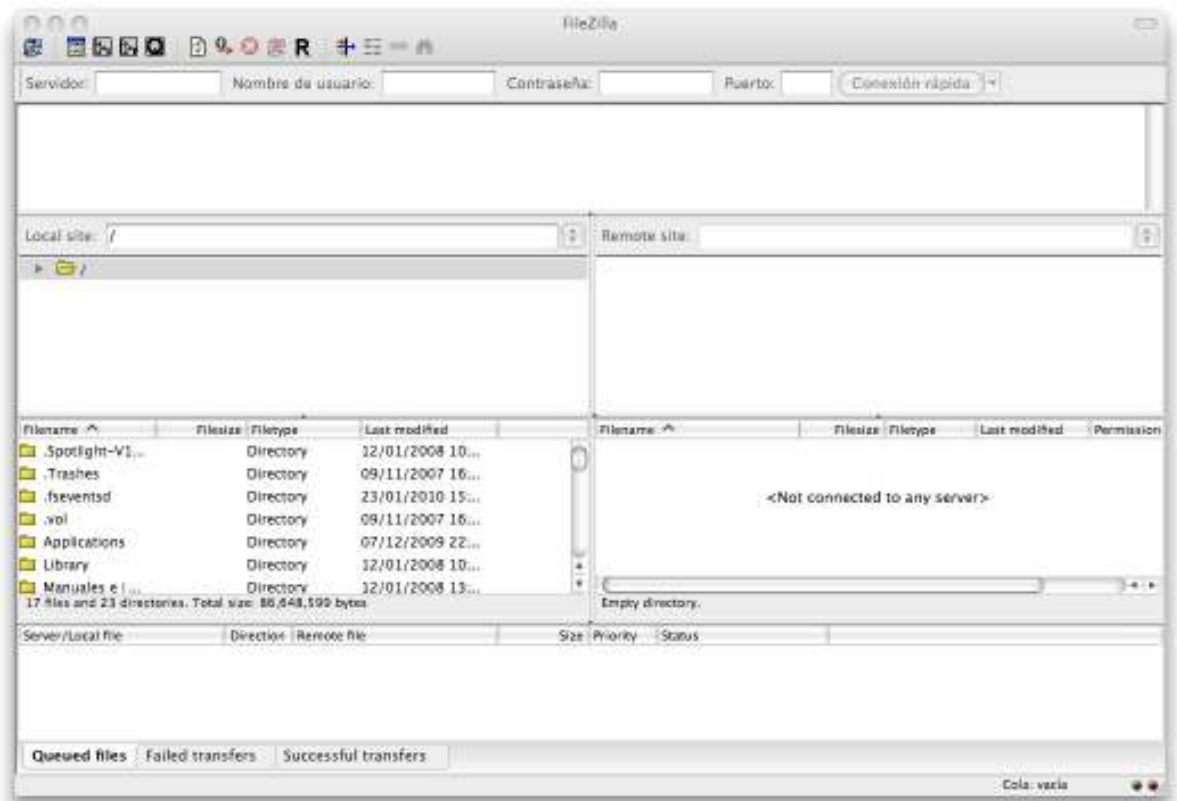 FileZilla
R
Servidor: Nombre de usuario: Contraseña: Puerto: Conexión rápida
Local site: /
Remote site:
/
Filename Filesize Filetype Last modified
.Spotlight-V1... Directory 12/01/2008 10:...
.Trashes Directory 09/11/2007 16:...
.fseventsd Directory 23/01/2010 15:...
.vol Directory 09/11/2007 16:...
Applications Directory 07/12/2009 22:...
Library Directory 12/01/2008 10:...
Manuales e i... Directory 12/01/2008 13:...
17 files and 23 directories. Total size: 86,648,599 bytes
Filename Filesize Filetype Last modified Permission
<Not connected to any server>
Empty directory.
Server/Local file Direction Remote file Size Priority Status
Queued files Failed transfers Successful transfers
Cola: vacía